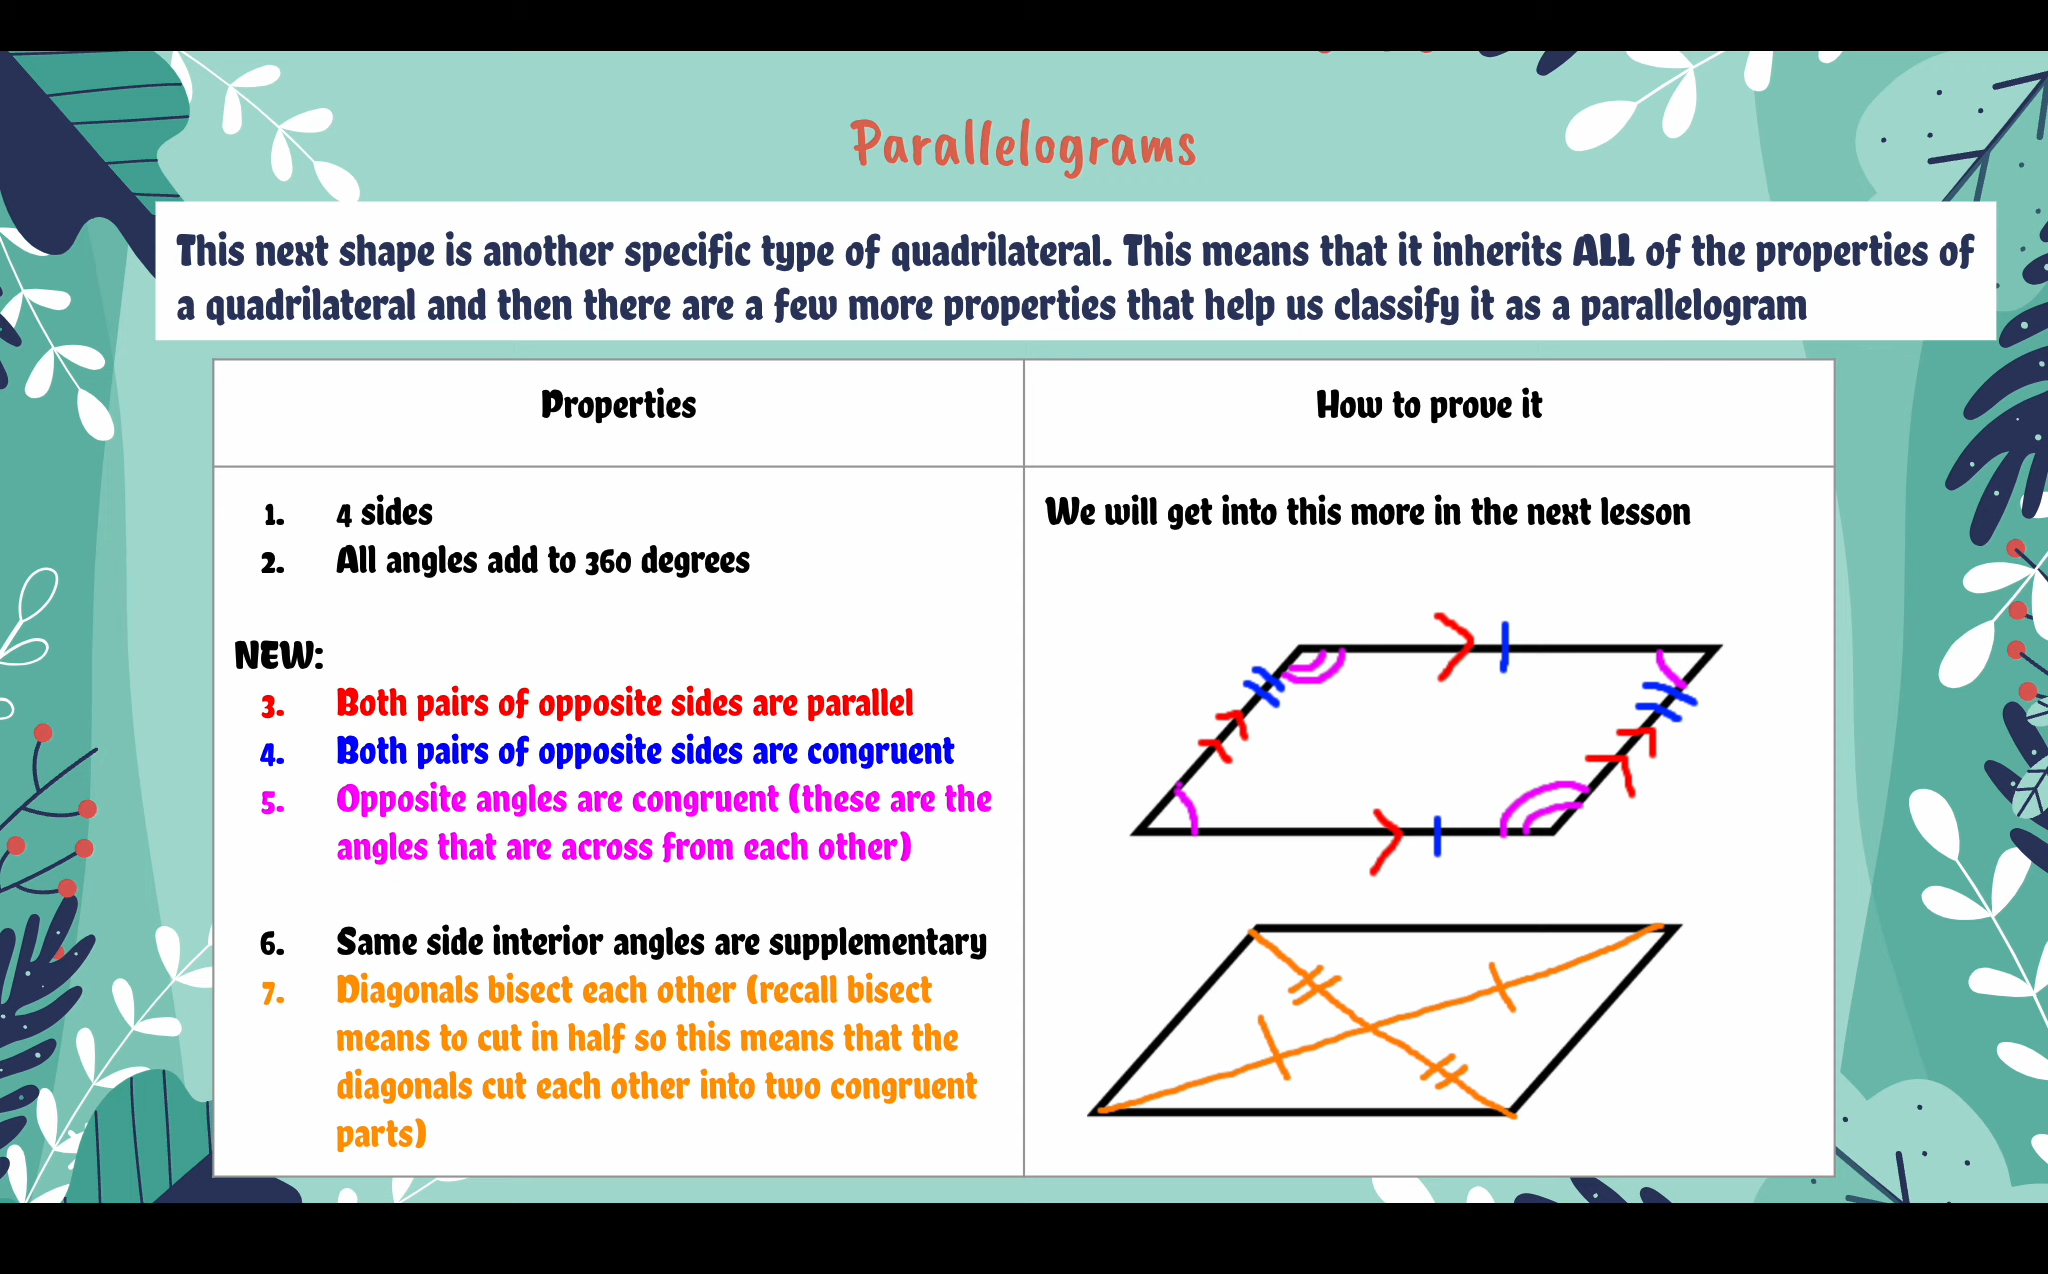 Parallelograms
This next shape is another specific type of quadrilateral. This means that it inherits ALL of the properties of
a quadrilateral and then there are a few more properties that help us classify it as a parallelogram
Properties
How to prove it
1. 4 sides
2. All angles add to 360 degrees
NEW:
3. Both pairs of opposite sides are parallel
4. Both pairs of opposite sides are congruent
5. Opposite angles are congruent (these are the
angles that are across from each other)
6. Same side interior angles are supplementary
7. Diagonals bisect each other (recall bisect
means to cut in half so this means that the
diagonals cut each other into two congruent
parts)
We will get into this more in the next lesson